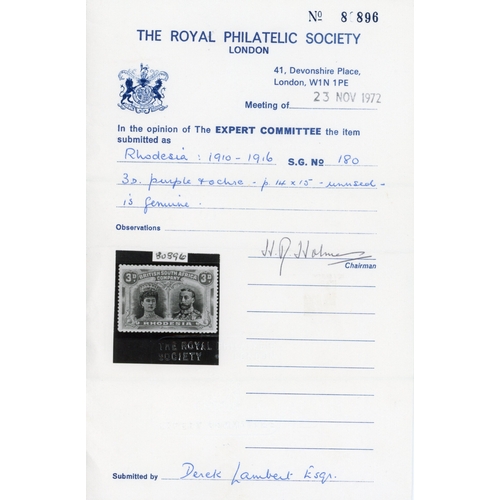 Nº 80896
THE ROYAL PHILATELIC SOCIETY
LONDON
41, Devonshire Place,
London, W1N 1PE
Meeting of 23 NOV 1972
In the opinion of The EXPERT COMMITTEE the item
submitted as
Rhodesia : 1910 - 1916 S.G. Nº 180
3d. purple & ochre - p 14 x 15 - unused -
is genuine.
Observations
80896
H.R. Holmes
Chairman
3D BRITISH SOUTH AFRICA 3D
COMPANY
RHODESIA
THE ROYAL
SOCIETY
Submitted by Derek Lambert Esqr.